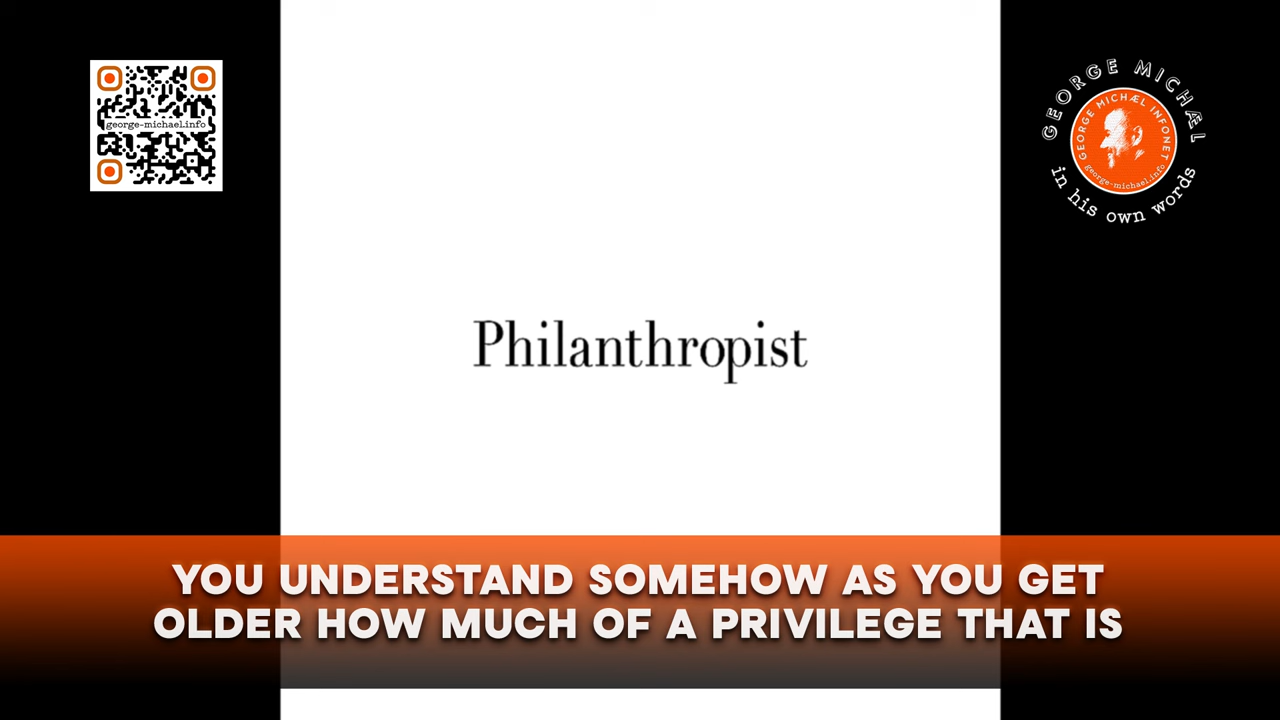 george-michael.info
GEORGE MICHÆL
GEORGE MICHÆL INFONET
george-michael.info
in his own words
Philanthropist
YOU UNDERSTAND SOMEHOW AS YOU GET
OLDER HOW MUCH OF A PRIVILEGE THAT IS